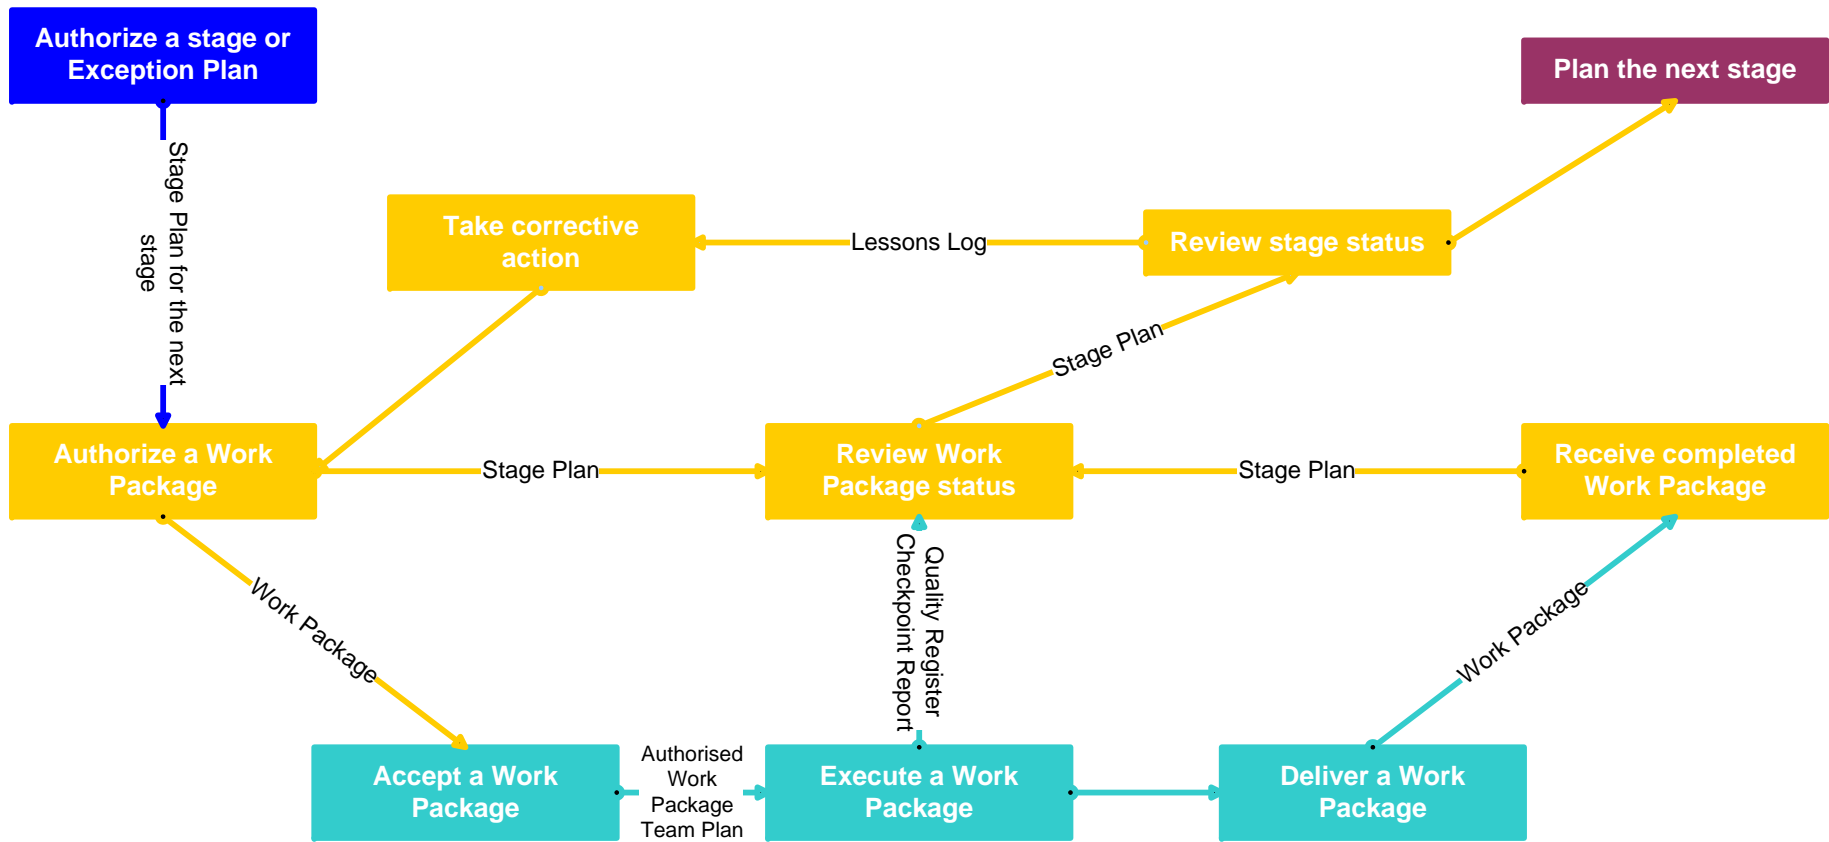 Authorize a stage or
Exception Plan
Plan the next stage
Stage Plan for the next
stage
Take corrective
action
Lessons Log
Review stage status
Stage Plan
Authorize a Work
Package
Stage Plan
Review Work
Package status
Stage Plan
Receive completed
Work Package
Work Package
Quality Register
Checkpoint Report
Work Package
Accept a Work
Package
Authorised
Work
Package
Team Plan
Execute a Work
Package
Deliver a Work
Package